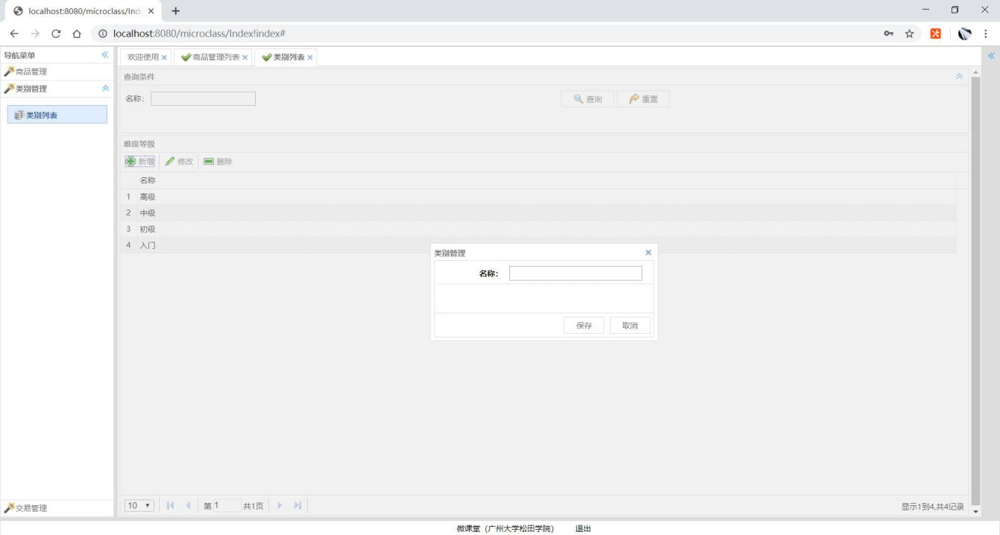 localhost:8080/microclass/Ind
localhost:8080/microclass/Index!index#
导航菜单
商品管理
类别管理
类别列表
交易管理
欢迎使用 商品管理列表 类别列表
查询条件
名称: 查询 重置
难度等级
新增 修改 删除
名称
1 高级
2 中级
3 初级
4 入门
类别管理
名称:
保存 取消
10 第 1 共1页 显示1到4,共4记录
微课堂（广州大学松田学院） 退出